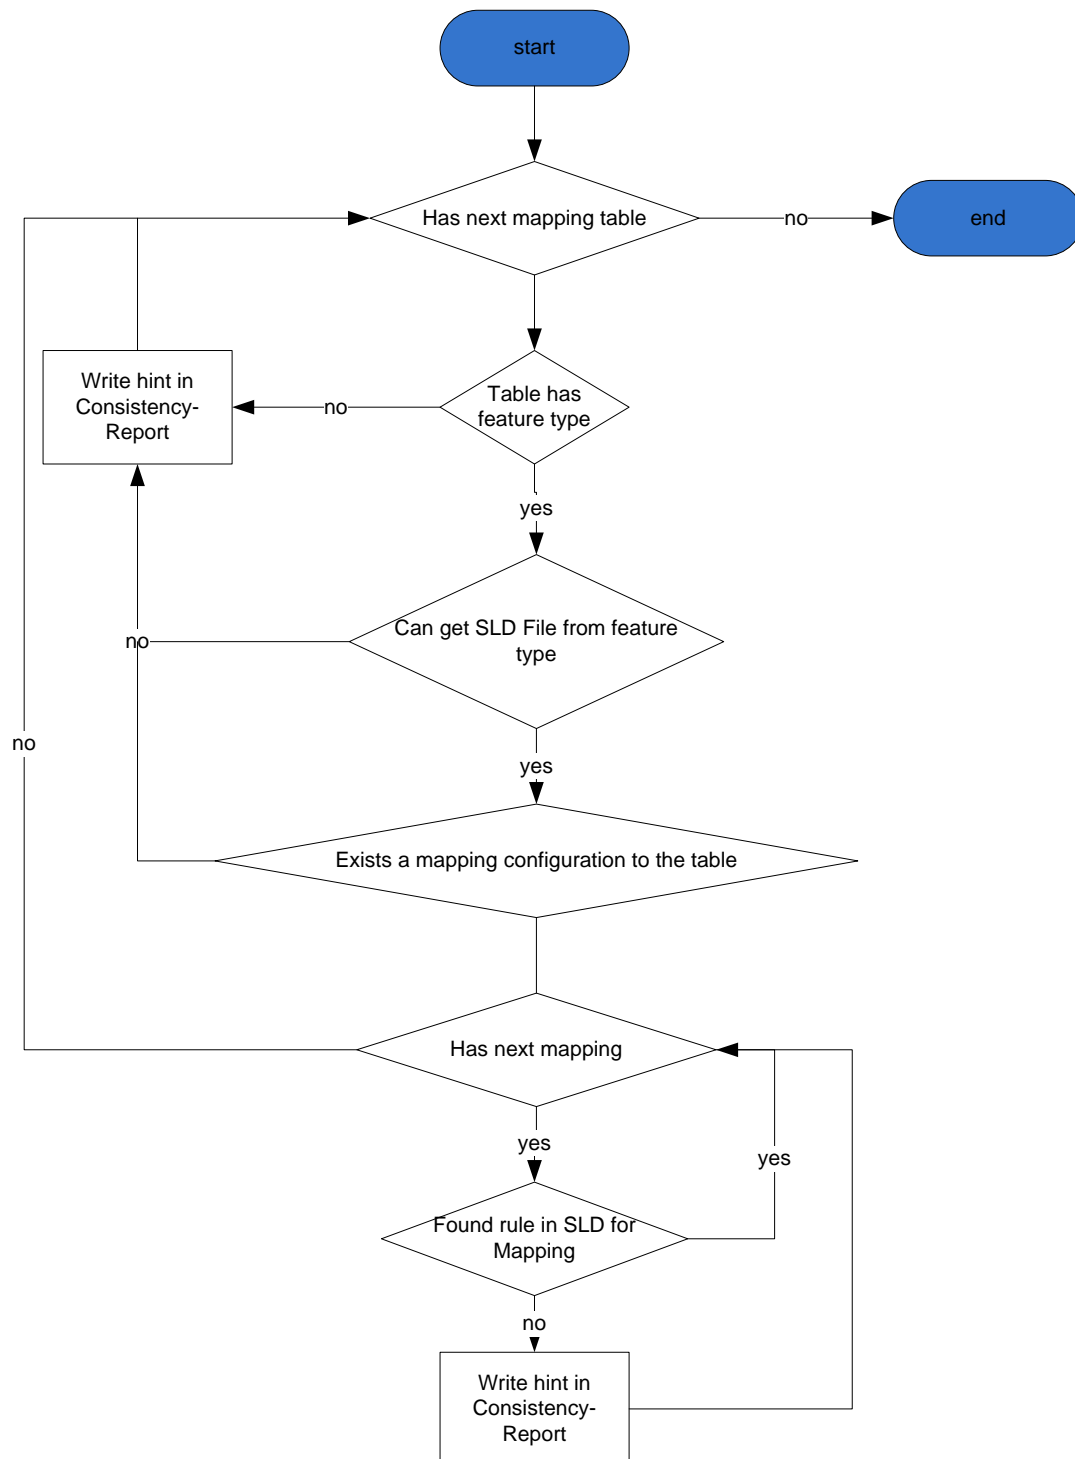 start
Has next mapping table
no
end
Write hint in
Consistency-
Report
no
Table has
feature type
yes
no
Can get SLD File from feature
type
no
yes
Exists a mapping configuration to the table
Has next mapping
yes
yes
Found rule in SLD for
Mapping
no
Write hint in
Consistency-
Report